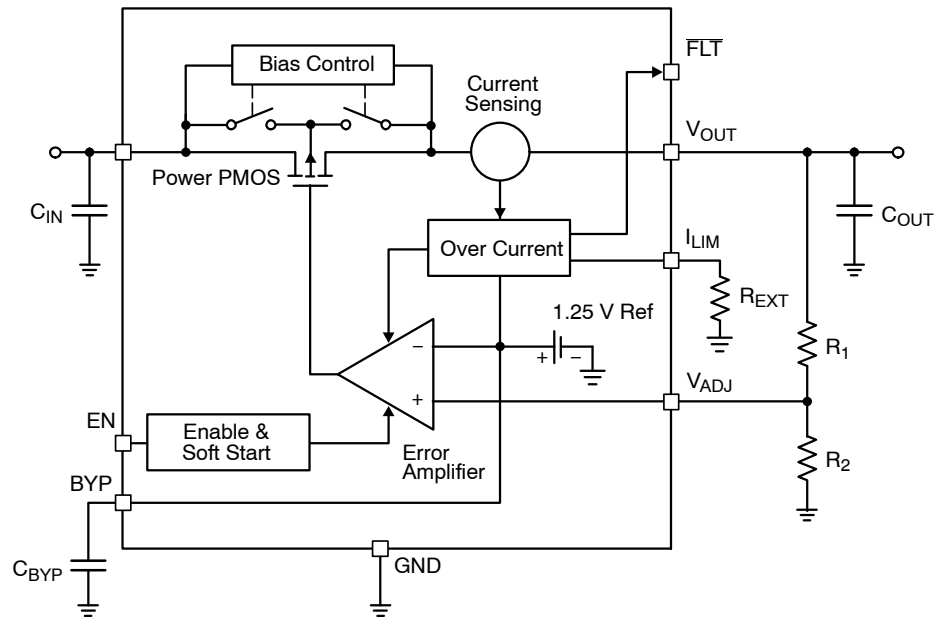 FLT
Bias Control
Current
Sensing
VOUT
Power PMOS
CIN
COUT
Over Current
ILIM
REXT
1.25 V Ref
−
+ −
R1
VADJ
+
EN
Enable &
Soft Start
Error
Amplifier
R2
BYP
CBYP
GND